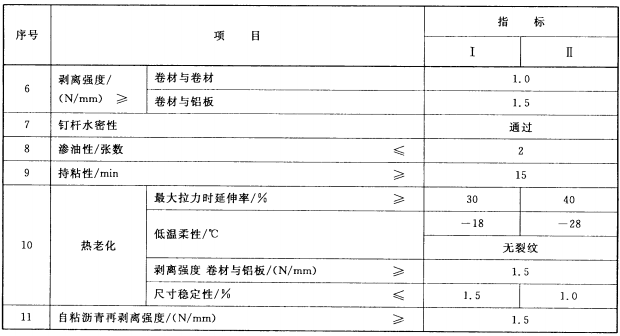 序号 项 目 指 标
Ⅰ Ⅱ
6 剥离强度/(N/mm) ≥ 卷材与卷材 1.0
卷材与铝板 1.5
7 钉杆水密性 通过
8 渗油性/张数 ≤ 2
9 持粘性/min ≥ 15
10 热老化 最大拉力时延伸率/% ≥ 30 40
低温柔性/℃ -18 -28
无裂纹
剥离强度 卷材与铝板/(N/mm) ≥ 1.5
尺寸稳定性/% ≤ 1.5 1.0
11 自粘沥青再剥离强度/(N/mm) ≥ 1.5